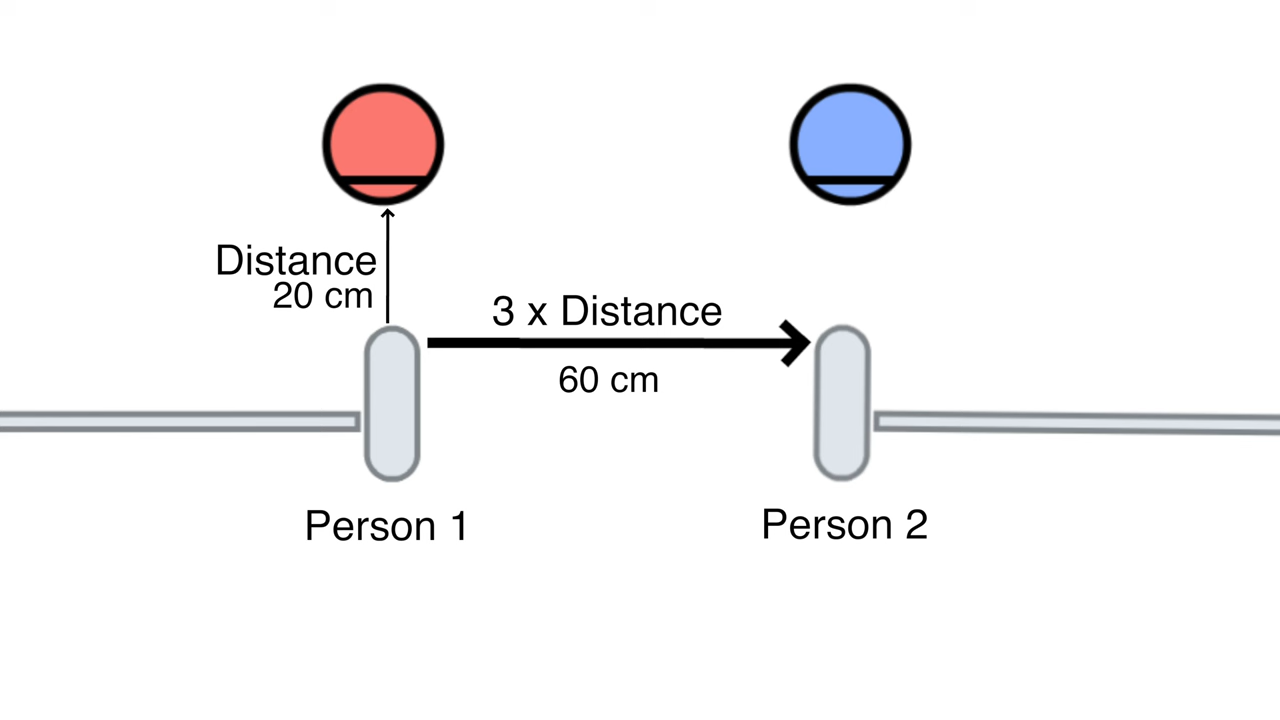 Distance
20 cm
3 x Distance
60 cm
Person 1
Person 2